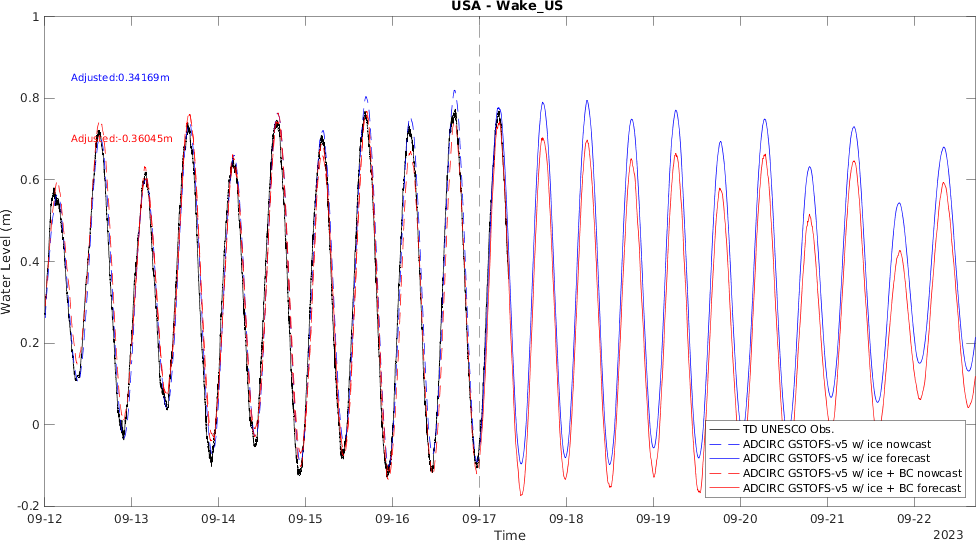 USA - Wake_US
1
0.8
0.6
0.4
0.2
0
-0.2
Water Level (m)
Adjusted:0.34169m
Adjusted:-0.36045m
TD UNESCO Obs.
ADCIRC GSTOFS-v5 w/ ice nowcast
ADCIRC GSTOFS-v5 w/ ice forecast
ADCIRC GSTOFS-v5 w/ ice + BC nowcast
ADCIRC GSTOFS-v5 w/ ice + BC forecast
09-12 09-13 09-14 09-15 09-16 09-17 09-18 09-19 09-20 09-21 09-22
Time
2023